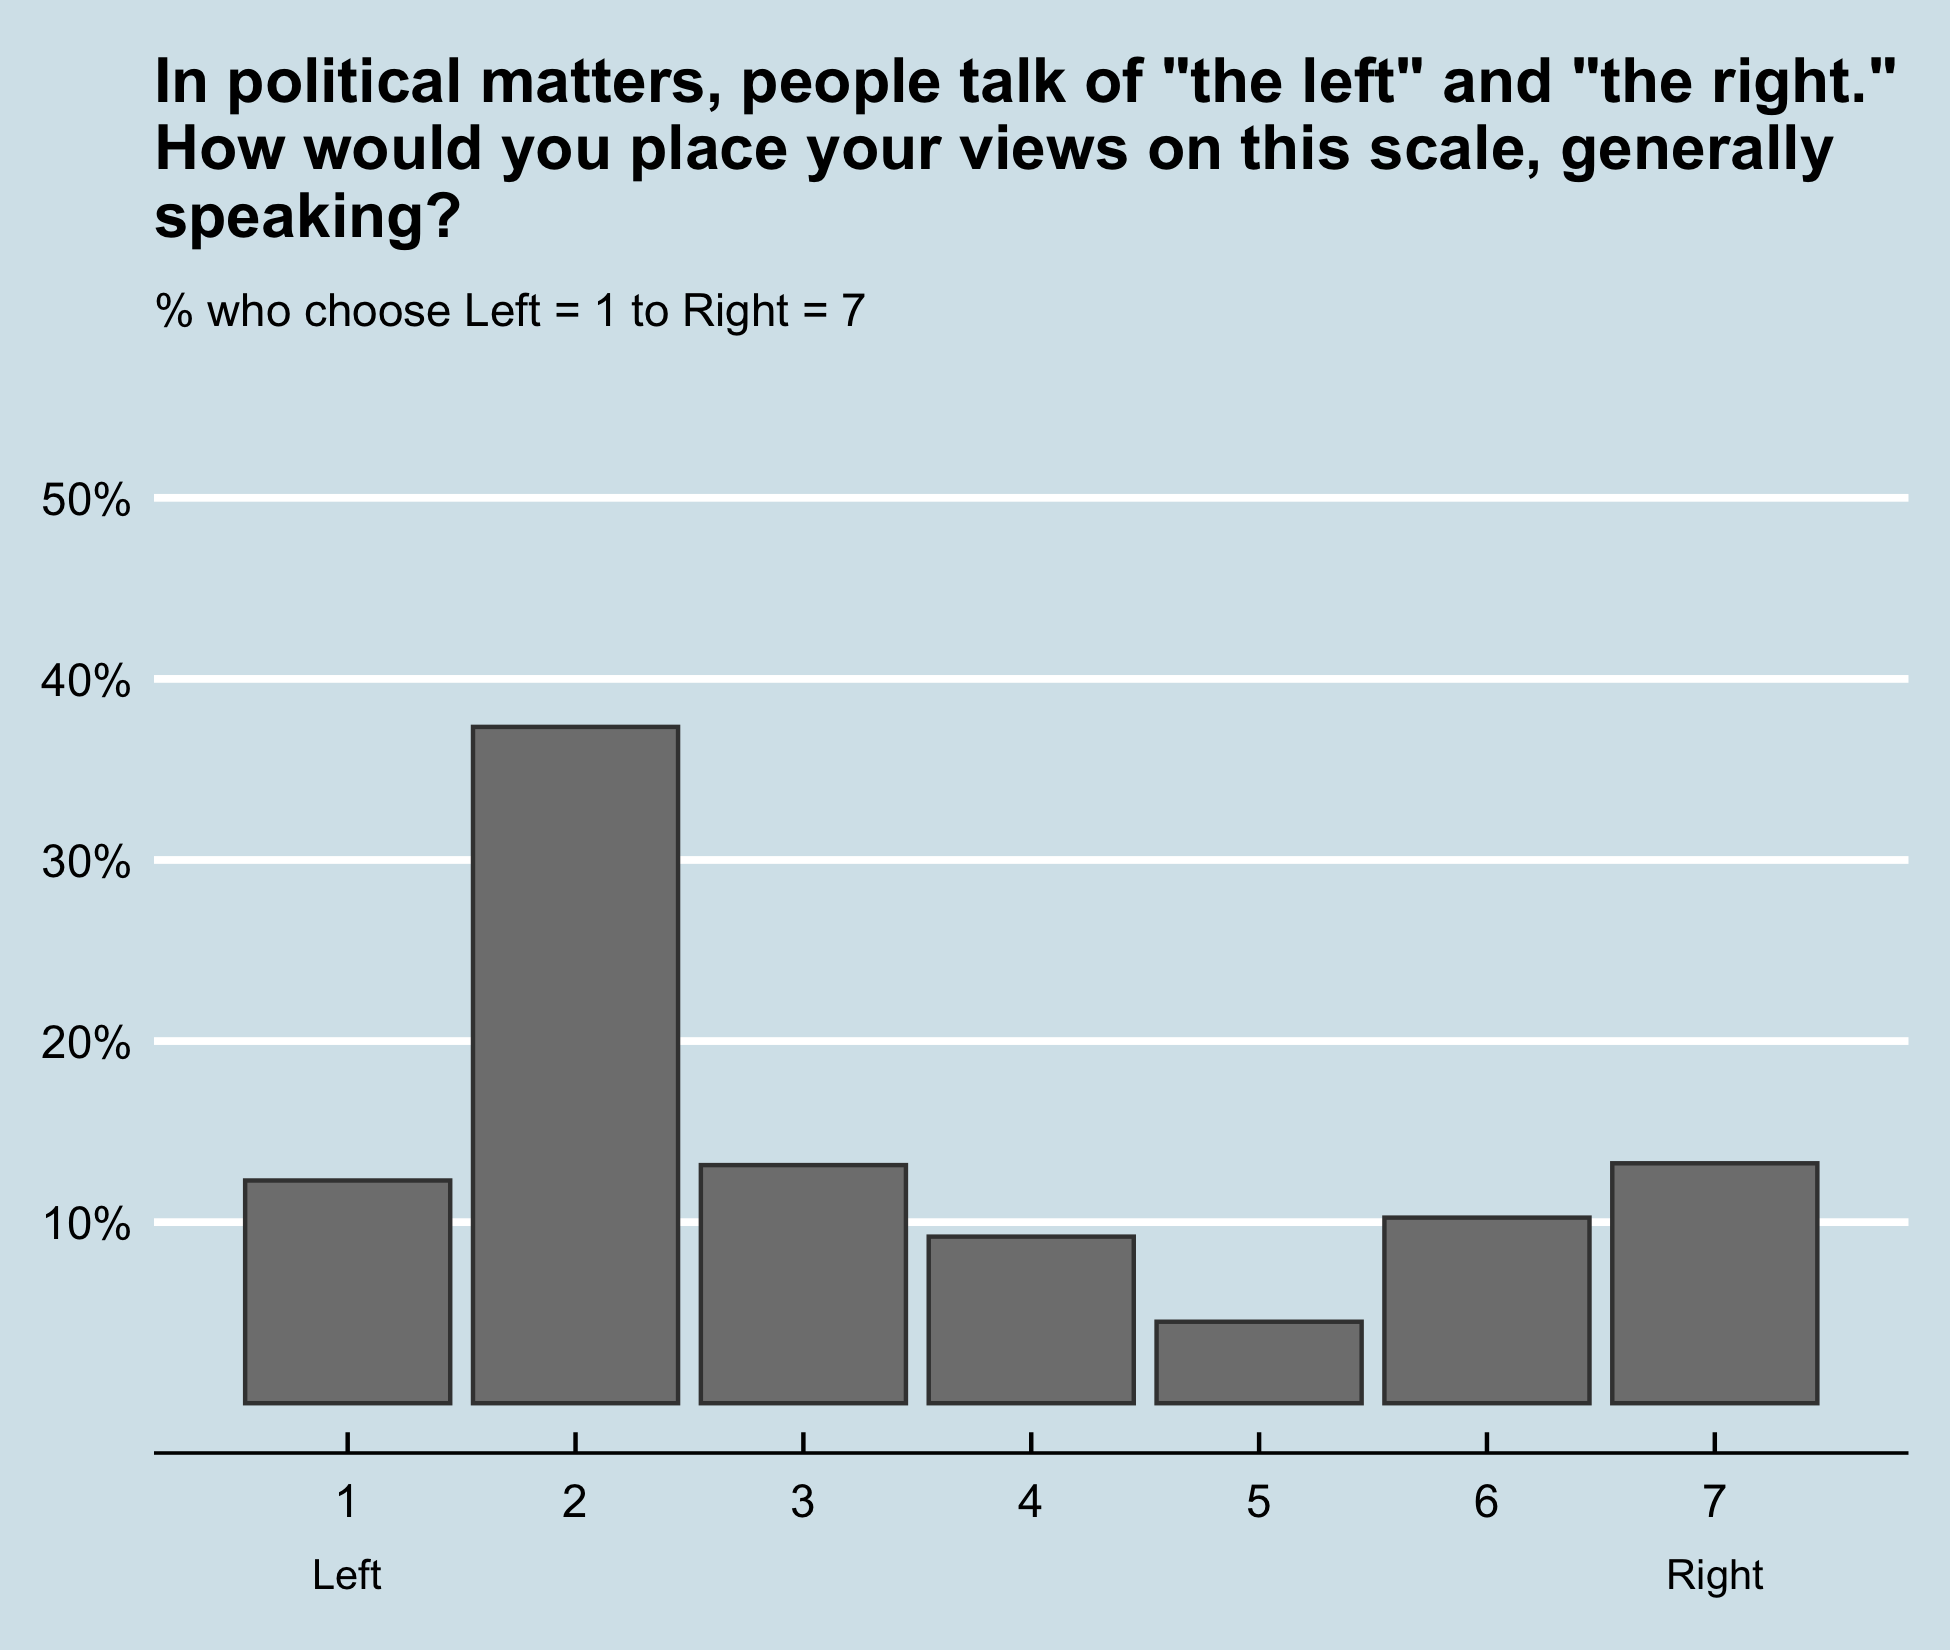 In political matters, people talk of "the left" and "the right."
How would you place your views on this scale, generally
speaking?
% who choose Left = 1 to Right = 7
50%
40%
30%
20%
10%
1 2 3 4 5 6 7
Left Right